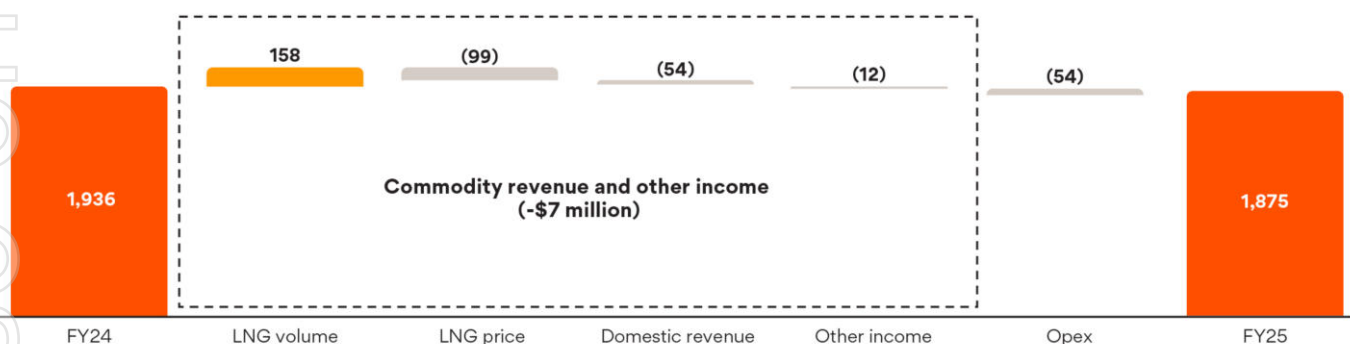 158
(99)
(54)
(12)
(54)
1,936
Commodity revenue and other income
(-$7 million)
1,875
FY24
LNG volume
LNG price
Domestic revenue
Other income
Opex
FY25